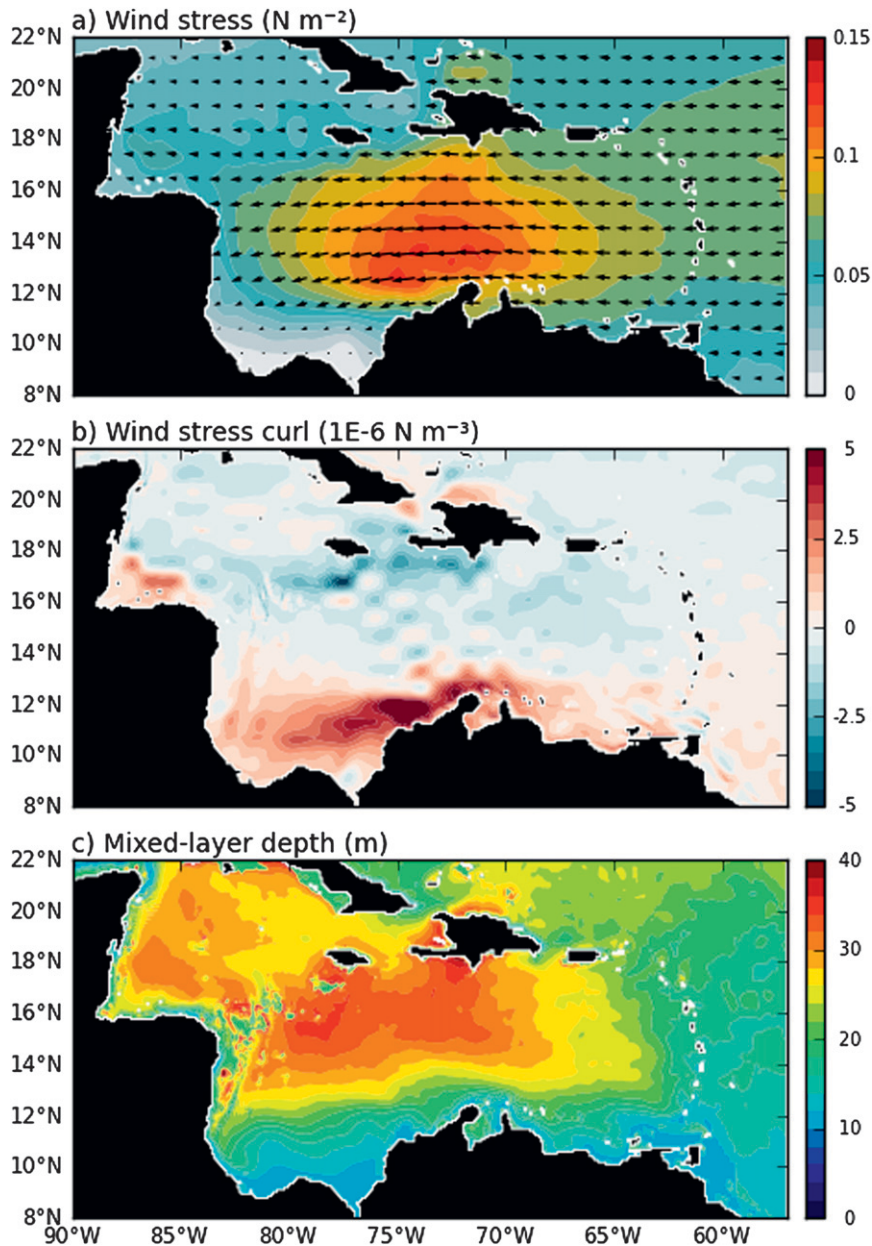 a) Wind stress (N m⁻²)
22°N
20°N
18°N
16°N
14°N
12°N
10°N
8°N
0.15
0.1
0.05
0
b) Wind stress curl (1E-6 N m⁻³)
22°N
20°N
18°N
16°N
14°N
12°N
10°N
8°N
5
2.5
0
-2.5
-5
c) Mixed-layer depth (m)
22°N
20°N
18°N
16°N
14°N
12°N
10°N
8°N
40
30
20
10
0
90°W 85°W 80°W 75°W 70°W 65°W 60°W